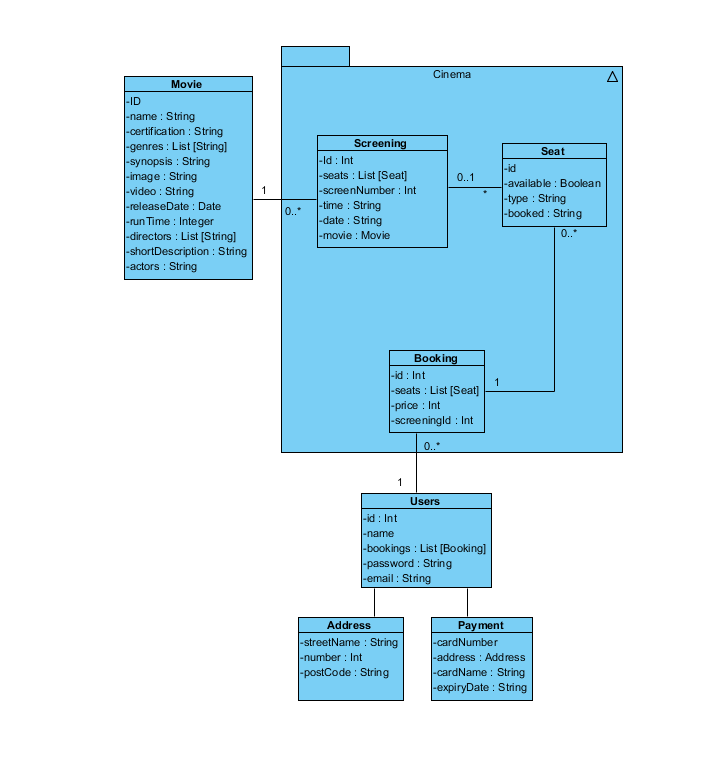 Cinema
Movie
-ID
-name : String
-certification : String
-genres : List [String]
-synopsis : String
-image : String
-video : String
-releaseDate : Date
-runTime : Integer
-directors : List [String]
-shortDescription : String
-actors : String
1
0..*
Screening
-Id : Int
-seats : List [Seat]
-screenNumber : Int
-time : String
-date : String
-movie : Movie
0..1
*
Seat
-id
-available : Boolean
-type : String
-booked : String
0..*
1
Booking
-id : Int
-seats : List [Seat]
-price : Int
-screeningId : Int
0..*
1
Users
-id : Int
-name
-bookings : List [Booking]
-password : String
-email : String
Address
-streetName : String
-number : Int
-postCode : String
Payment
-cardNumber
-address : Address
-cardName : String
-expiryDate : String